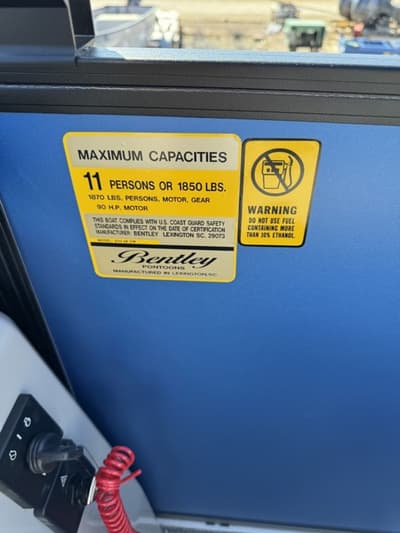 MAXIMUM CAPACITIES
11 PERSONS OR 1850 LBS.
1870 LBS, PERSONS, MOTOR, GEAR
90 H.P. MOTOR
THIS BOAT COMPLIES WITH U.S. COAST GUARD SAFETY
STANDARDS IN EFFECT ON THE DATE OF CERTIFICATION
MANUFACTURER: BENTLEY LEXINGTON SC. 29073
Bentley
PONTOONS
MANUFACTURED IN LEXINGTON, SC
WARNING
DO NOT USE FUEL
CONTAINING MORE
THAN 10% ETHANOL.